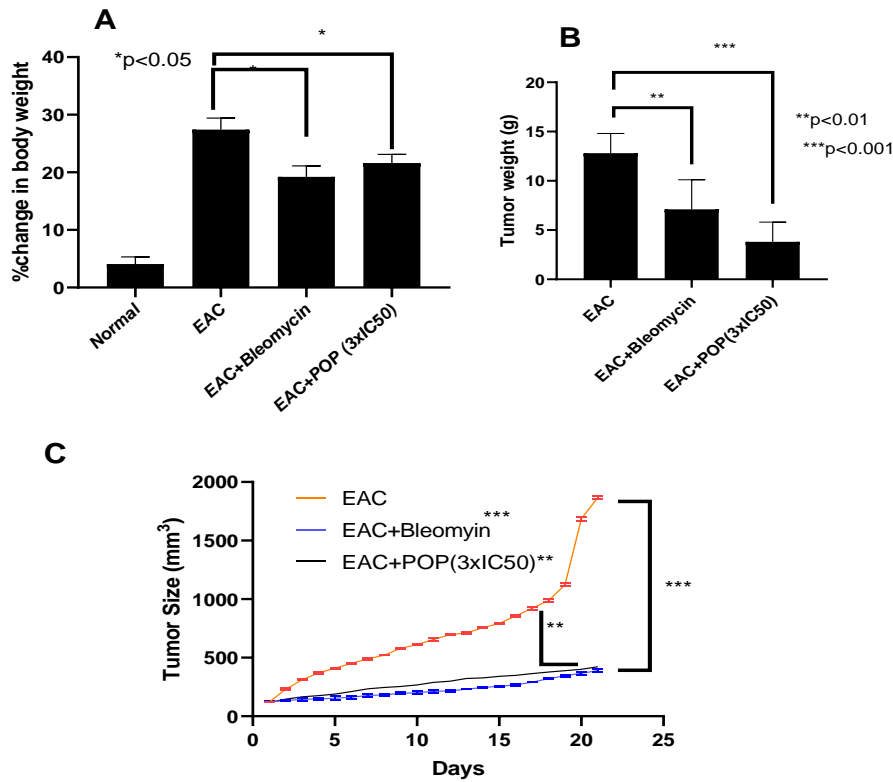 A
*p<0.05
*
*
%change in body weight
40
30
20
10
0
Normal
EAC
EAC+Bleomycin
EAC+POP (3xIC50)
B
***
**
**p<0.01
***p<0.001
Tumor weight (g)
20
15
10
5
0
EAC
EAC+Bleomycin
EAC+POP(3xIC50)
C
Tumor Size (mm³)
2000
1500
1000
500
0
EAC
EAC+Bleomyin***
EAC+POP(3xIC50)**
**
***
0 5 10 15 20 25
Days